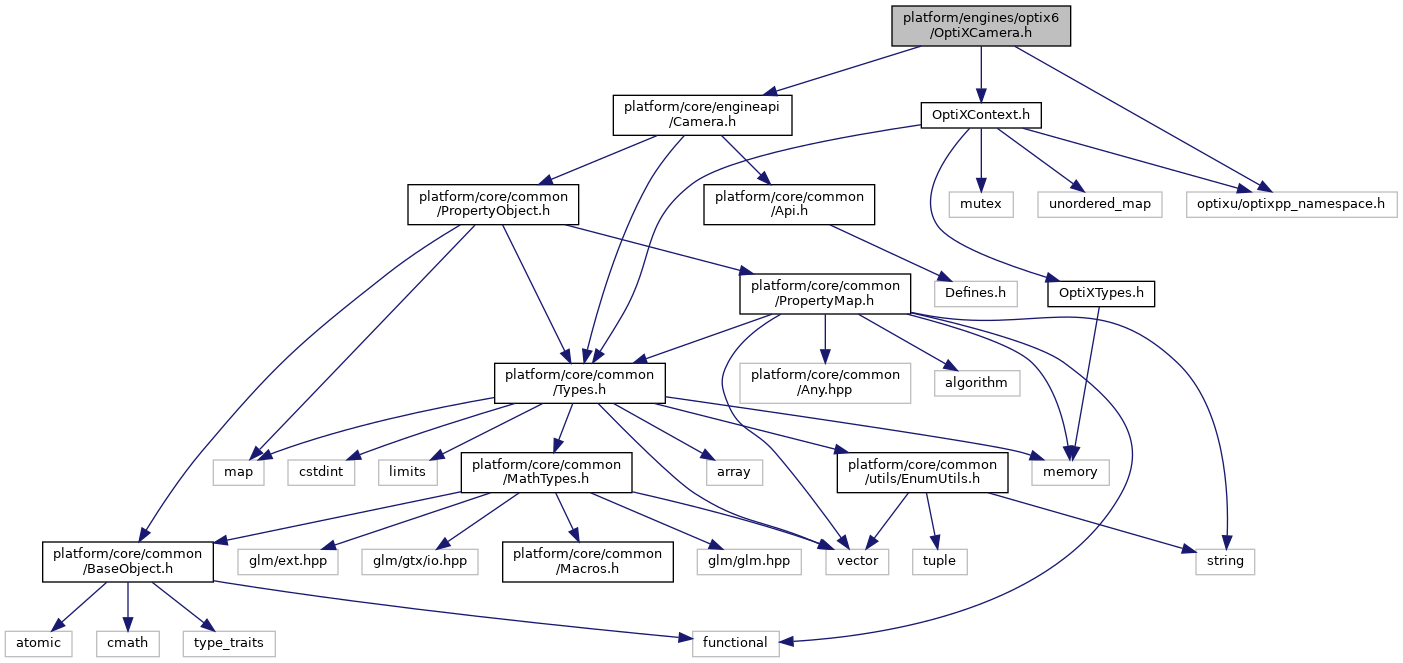 platform/engines/optix6
/OptiXCamera.h
platform/core/engineapi
/Camera.h
OptiXContext.h
platform/core/common
/PropertyObject.h
platform/core/common
/Api.h
mutex
unordered_map
optixu/optixpp_namespace.h
platform/core/common
/PropertyMap.h
Defines.h
OptiXTypes.h
platform/core/common
/Types.h
platform/core/common
/Any.hpp
algorithm
map
cstdint
limits
platform/core/common
/MathTypes.h
array
platform/core/common
/utils/EnumUtils.h
memory
platform/core/common
/BaseObject.h
glm/ext.hpp
glm/gtx/io.hpp
platform/core/common
/Macros.h
glm/glm.hpp
vector
tuple
string
atomic
cmath
type_traits
functional